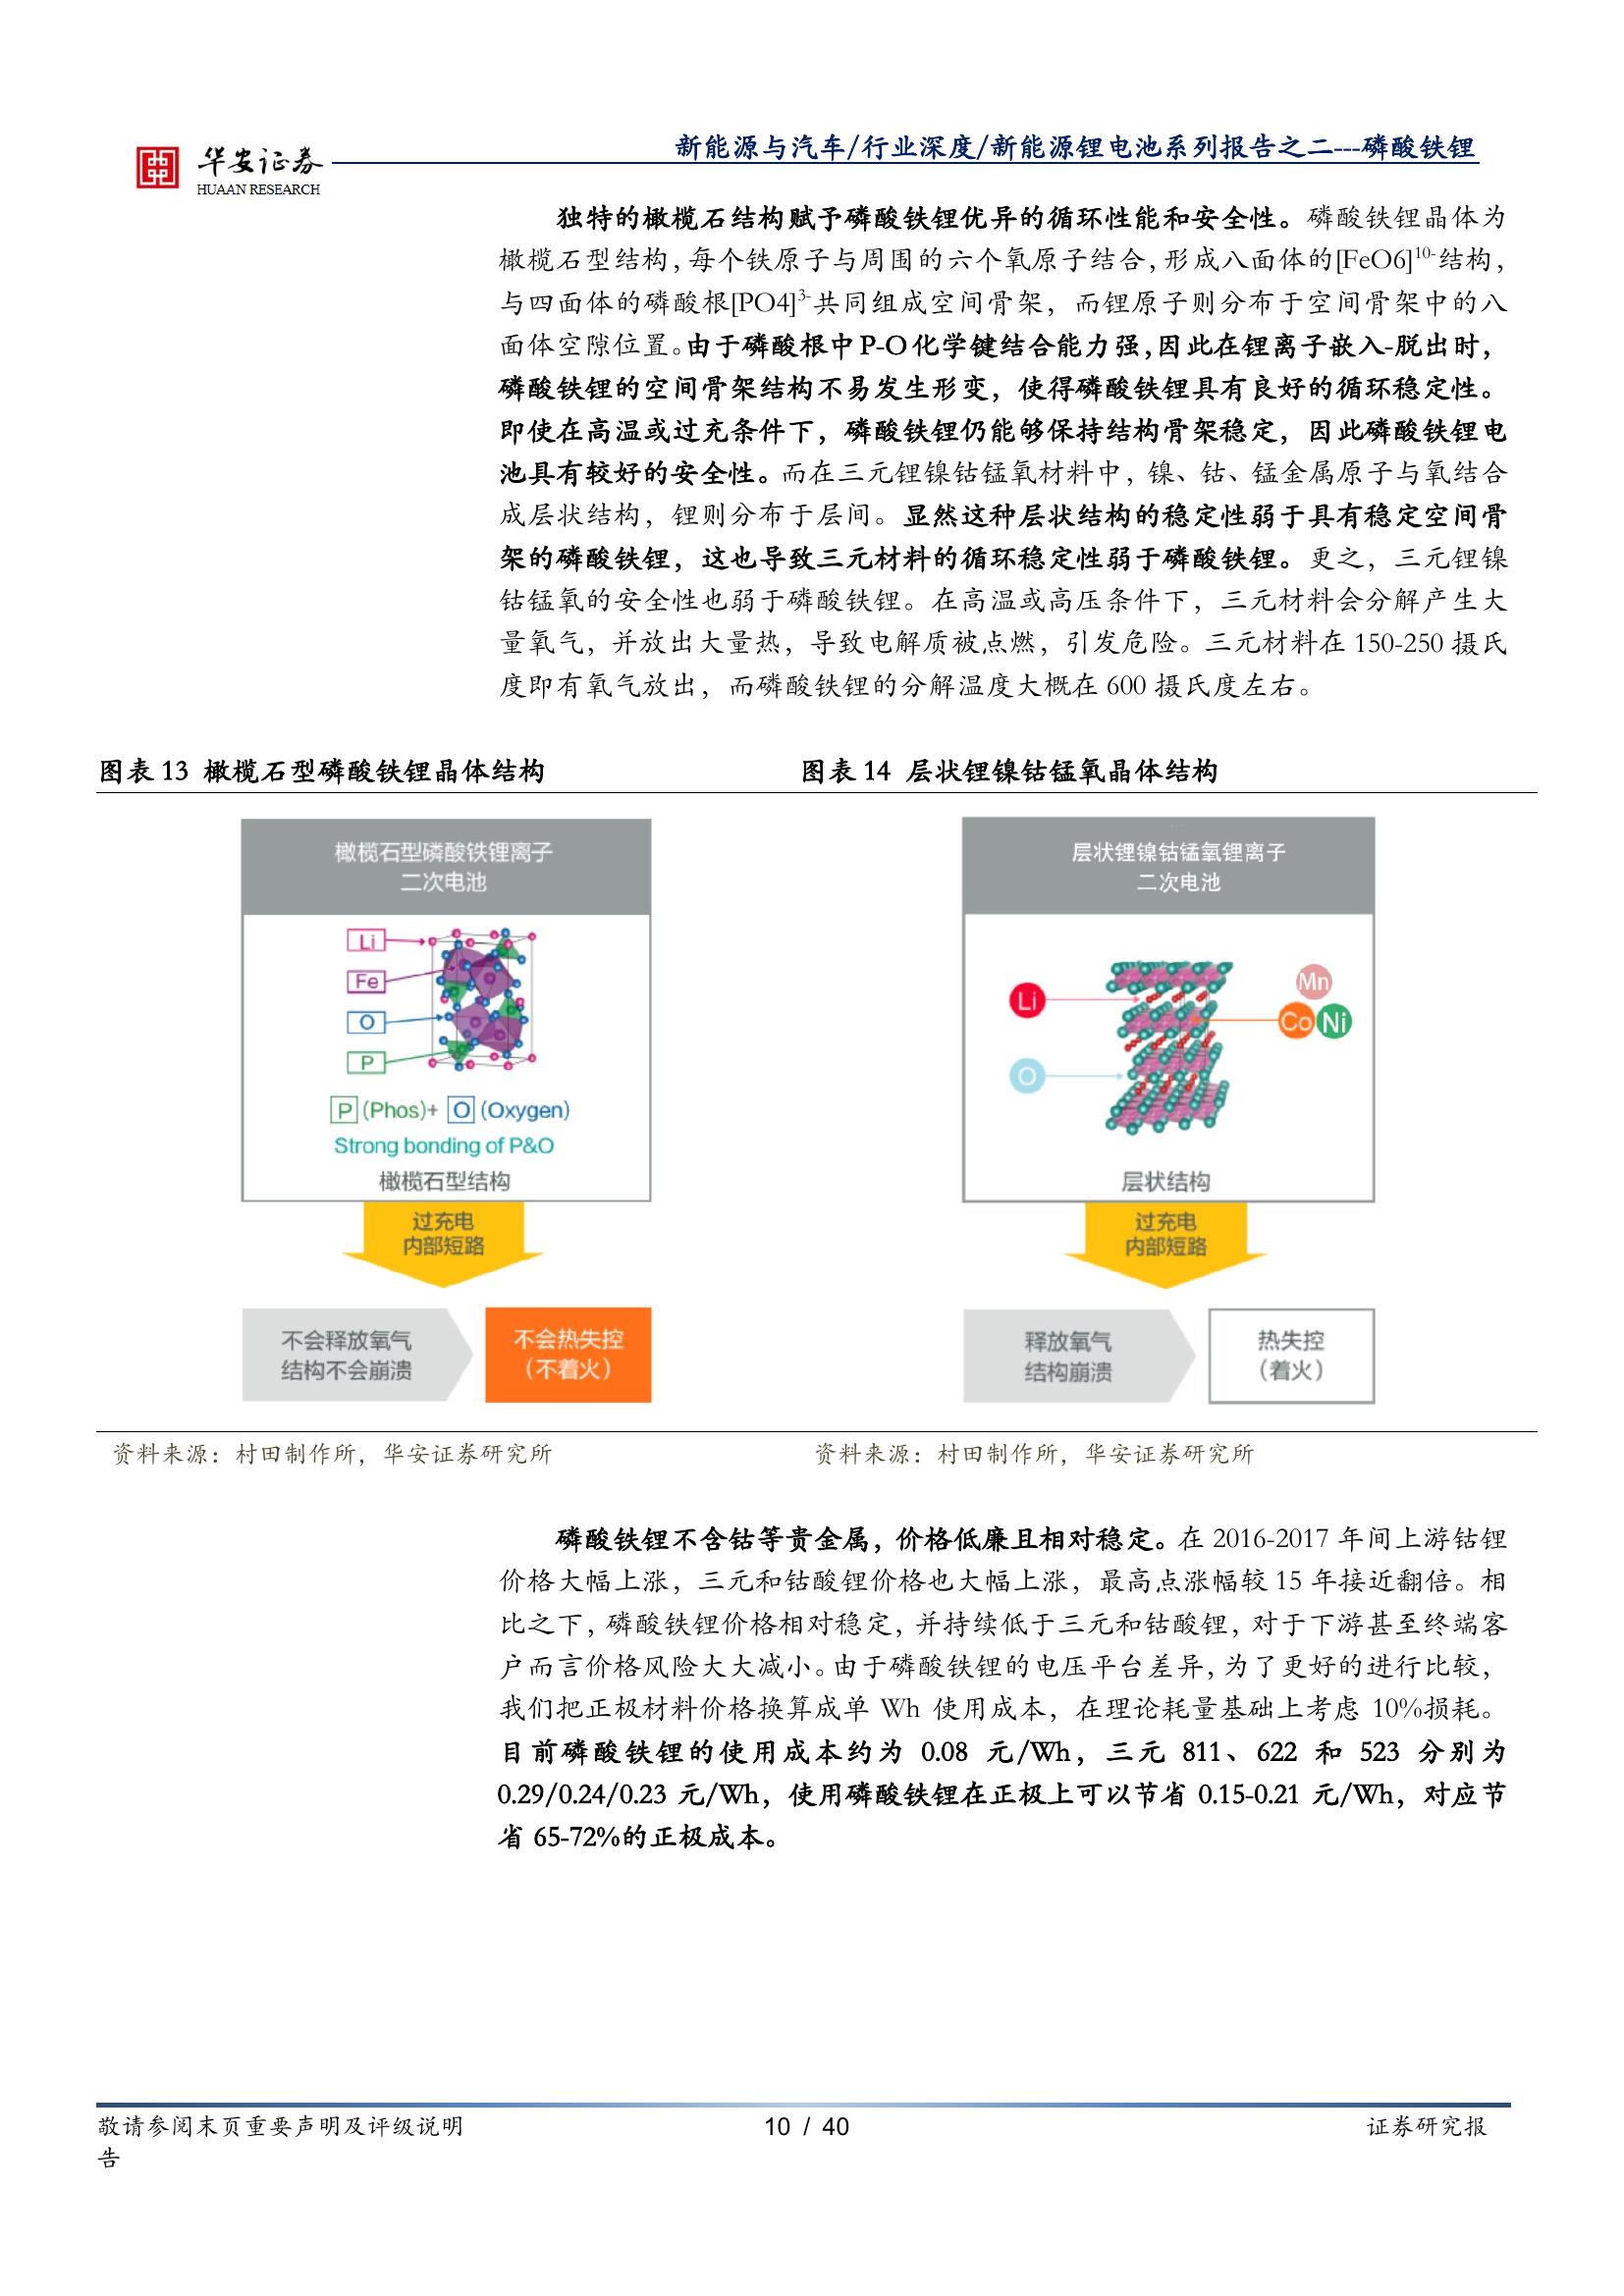 华安证券
HUAAN RESEARCH
新能源与汽车/行业深度/新能源锂电池系列报告之二---磷酸铁锂
独特的橄榄石结构赋予磷酸铁锂优异的循环性能和安全性。磷酸铁锂晶体为
橄榄石型结构，每个铁原子与周围的六个氧原子结合，形成八面体的[FeO6]10-结构，
与四面体的磷酸根[PO4]3-共同组成空间骨架，而锂原子则分布于空间骨架中的八
面体空隙位置。由于磷酸根中P-O化学键结合能力强，因此在锂离子嵌入-脱出时，
磷酸铁锂的空间骨架结构不易发生形变，使得磷酸铁锂具有良好的循环稳定性。
即使在高温或过充条件下，磷酸铁锂仍能够保持结构骨架稳定，因此磷酸铁锂电
池具有较好的安全性。而在三元锂镍钴锰氧材料中，镍、钴、锰金属原子与氧结合
成层状结构，锂则分布于层间。显然这种层状结构的稳定性弱于具有稳定空间骨
架的磷酸铁锂，这也导致三元材料的循环稳定性弱于磷酸铁锂。更之，三元锂镍
钴锰氧的安全性也弱于磷酸铁锂。在高温或高压条件下，三元材料会分解产生大
量氧气，并放出大量热，导致电解质被点燃，引发危险。三元材料在 150-250 摄氏
度即有氧气放出，而磷酸铁锂的分解温度大概在 600 摄氏度左右。
图表 13 橄榄石型磷酸铁锂晶体结构
橄榄石型磷酸铁锂离子
二次电池
Li
Fe
O
P
P (Phos)+ O (Oxygen)
Strong bonding of P&O
橄榄石型结构
过充电
内部短路
不会释放氧气
结构不会崩溃
不会热失控
（不着火）
资料来源：村田制作所，华安证券研究所
图表 14 层状锂镍钴锰氧晶体结构
层状锂镍钴锰氧锂离子
二次电池
Li
O
Mn
Co Ni
层状结构
过充电
内部短路
释放氧气
结构崩溃
热失控
（着火）
资料来源：村田制作所，华安证券研究所
磷酸铁锂不含钴等贵金属，价格低廉且相对稳定。在 2016-2017 年间上游钴锂
价格大幅上涨，三元和钴酸锂价格也大幅上涨，最高点涨幅较 15 年接近翻倍。相
比之下，磷酸铁锂价格相对稳定，并持续低于三元和钴酸锂，对于下游甚至终端客
户而言价格风险大大减小。由于磷酸铁锂的电压平台差异，为了更好的进行比较，
我们把正极材料价格换算成单 Wh 使用成本，在理论耗量基础上考虑 10%损耗。
目前磷酸铁锂的使用成本约为 0.08 元/Wh，三元 811、622 和 523 分别为
0.29/0.24/0.23 元/Wh，使用磷酸铁锂在正极上可以节省 0.15-0.21 元/Wh，对应节
省 65-72%的正极成本。
敬请参阅末页重要声明及评级说明
10 / 40
证券研究报
告